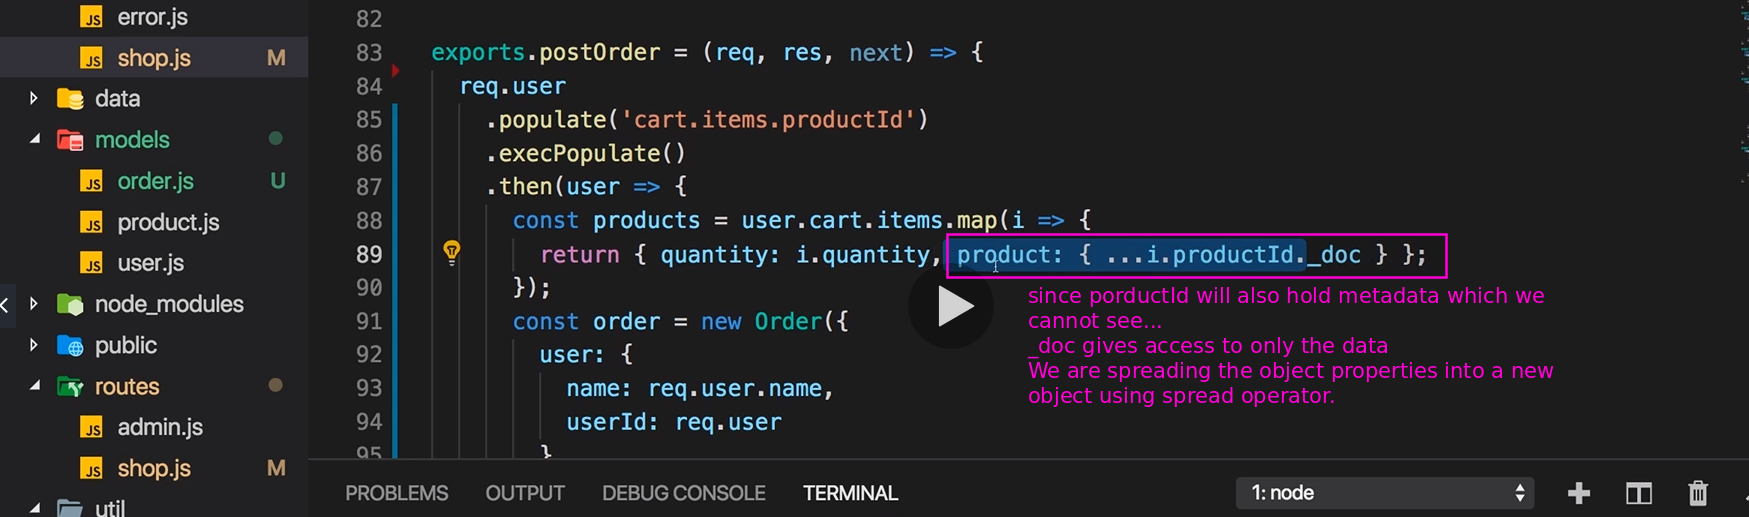 error.js
shop.js M
data
models
order.js U
product.js
user.js
node_modules
public
routes
admin.js
shop.js M
util
82
83 exports.postOrder = (req, res, next) => {
84 req.user
85 .populate('cart.items.productId')
86 .execPopulate()
87 .then(user => {
88 const products = user.cart.items.map(i => {
89 return { quantity: i.quantity, product: { ...i.productId._doc } };
90 });
91 const order = new Order({
92 user: {
93 name: req.user.name,
94 userId: req.user
95 }
since porductId will also hold metadata which we
cannot see...
_doc gives access to only the data
We are spreading the object properties into a new
object using spread operator.
PROBLEMS OUTPUT DEBUG CONSOLE TERMINAL 1: node